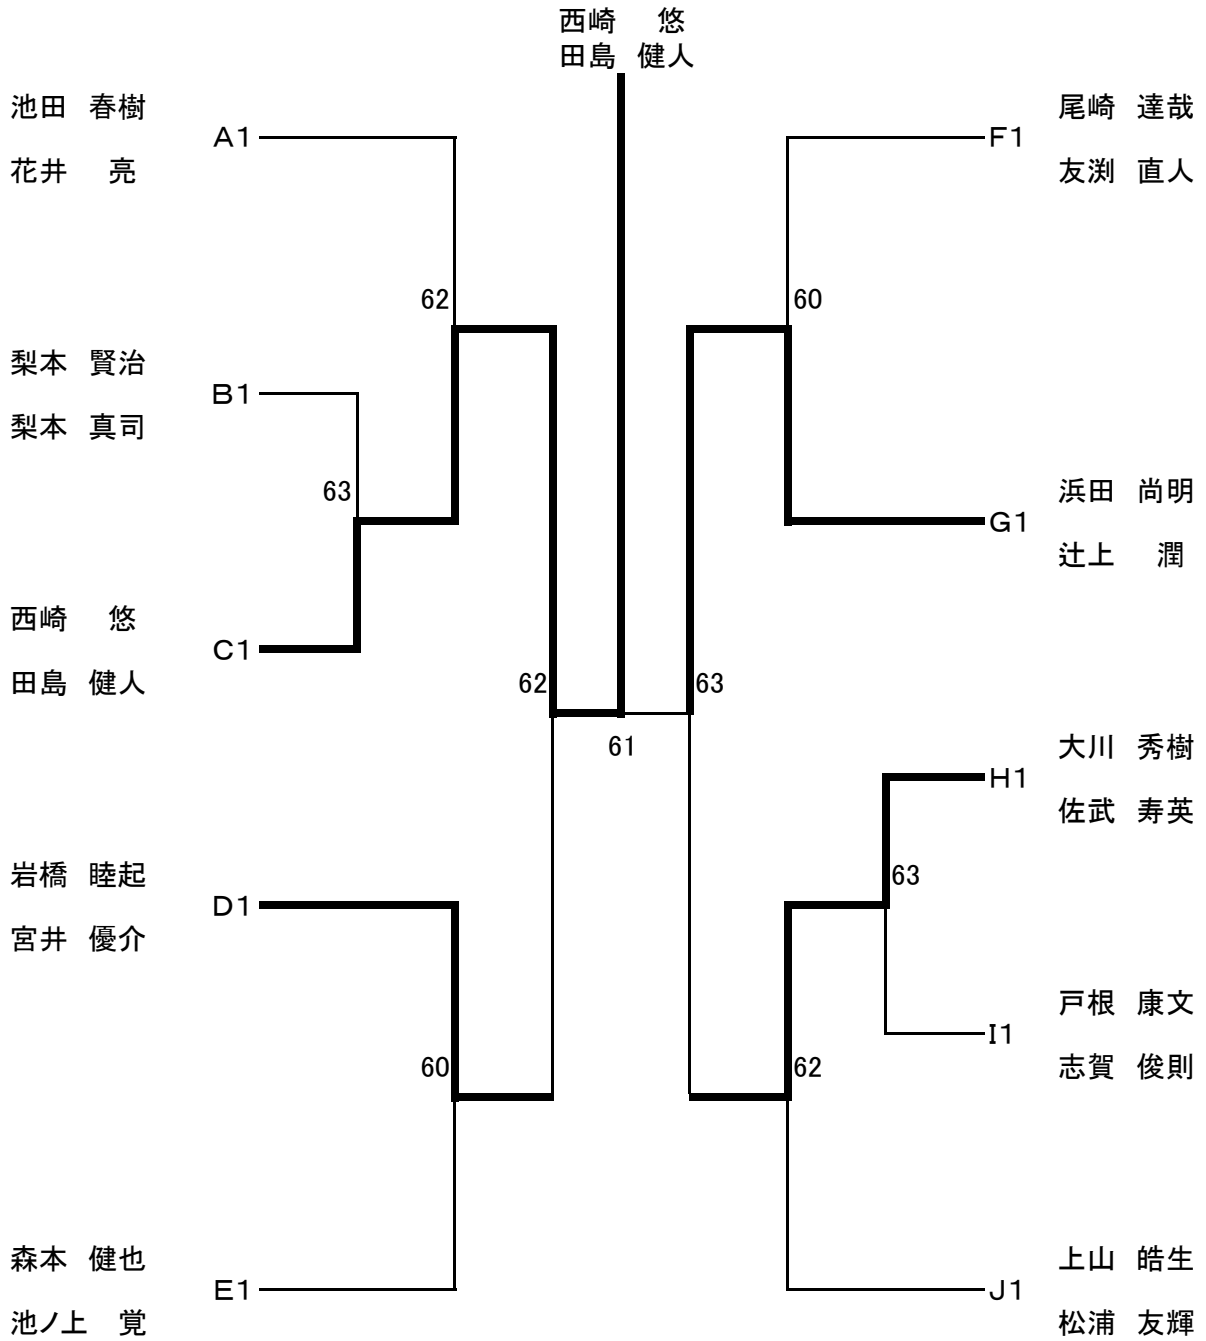 西崎　悠
田島　健人
池田　春樹
A1
花井　亮
62
梨本　賢治
B1
梨本　真司
63
西崎　悠
C1
田島　健人
62
岩橋　睦起
D1
宮井　優介
60
森本　健也
E1
池ノ上　覚
61
尾崎　達哉
F1
友渕　直人
60
浜田　尚明
G1
辻上　潤
63
大川　秀樹
H1
佐武　寿英
63
戸根　康文
I1
志賀　俊則
62
上山　皓生
J1
松浦　友輝